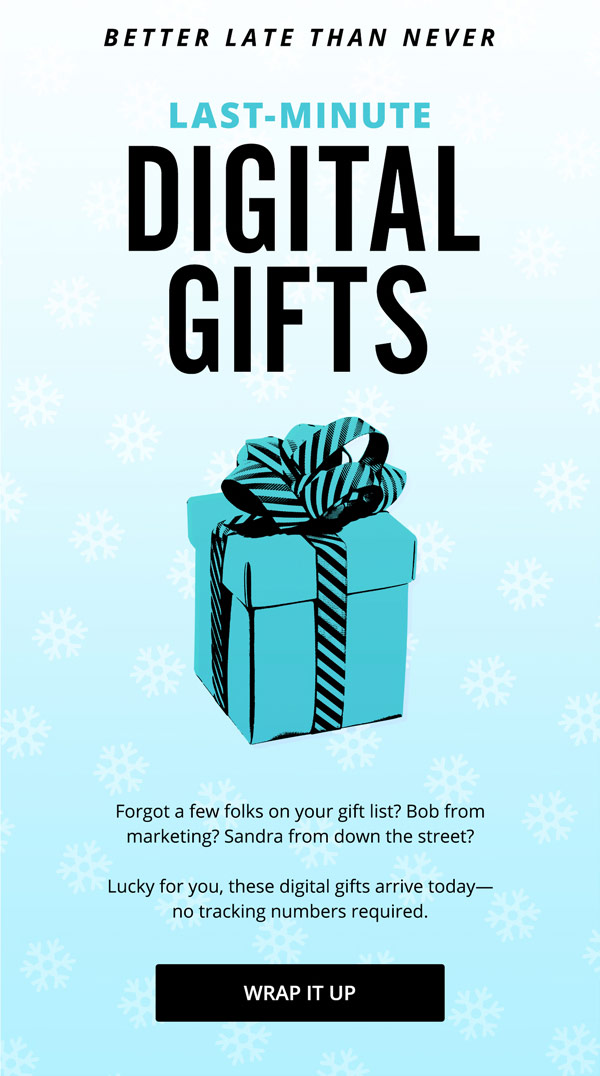 BETTER LATE THAN NEVER
LAST-MINUTE
DIGITAL
GIFTS
Forgot a few folks on your gift list? Bob from
marketing? Sandra from down the street?
Lucky for you, these digital gifts arrive today—
no tracking numbers required.
WRAP IT UP